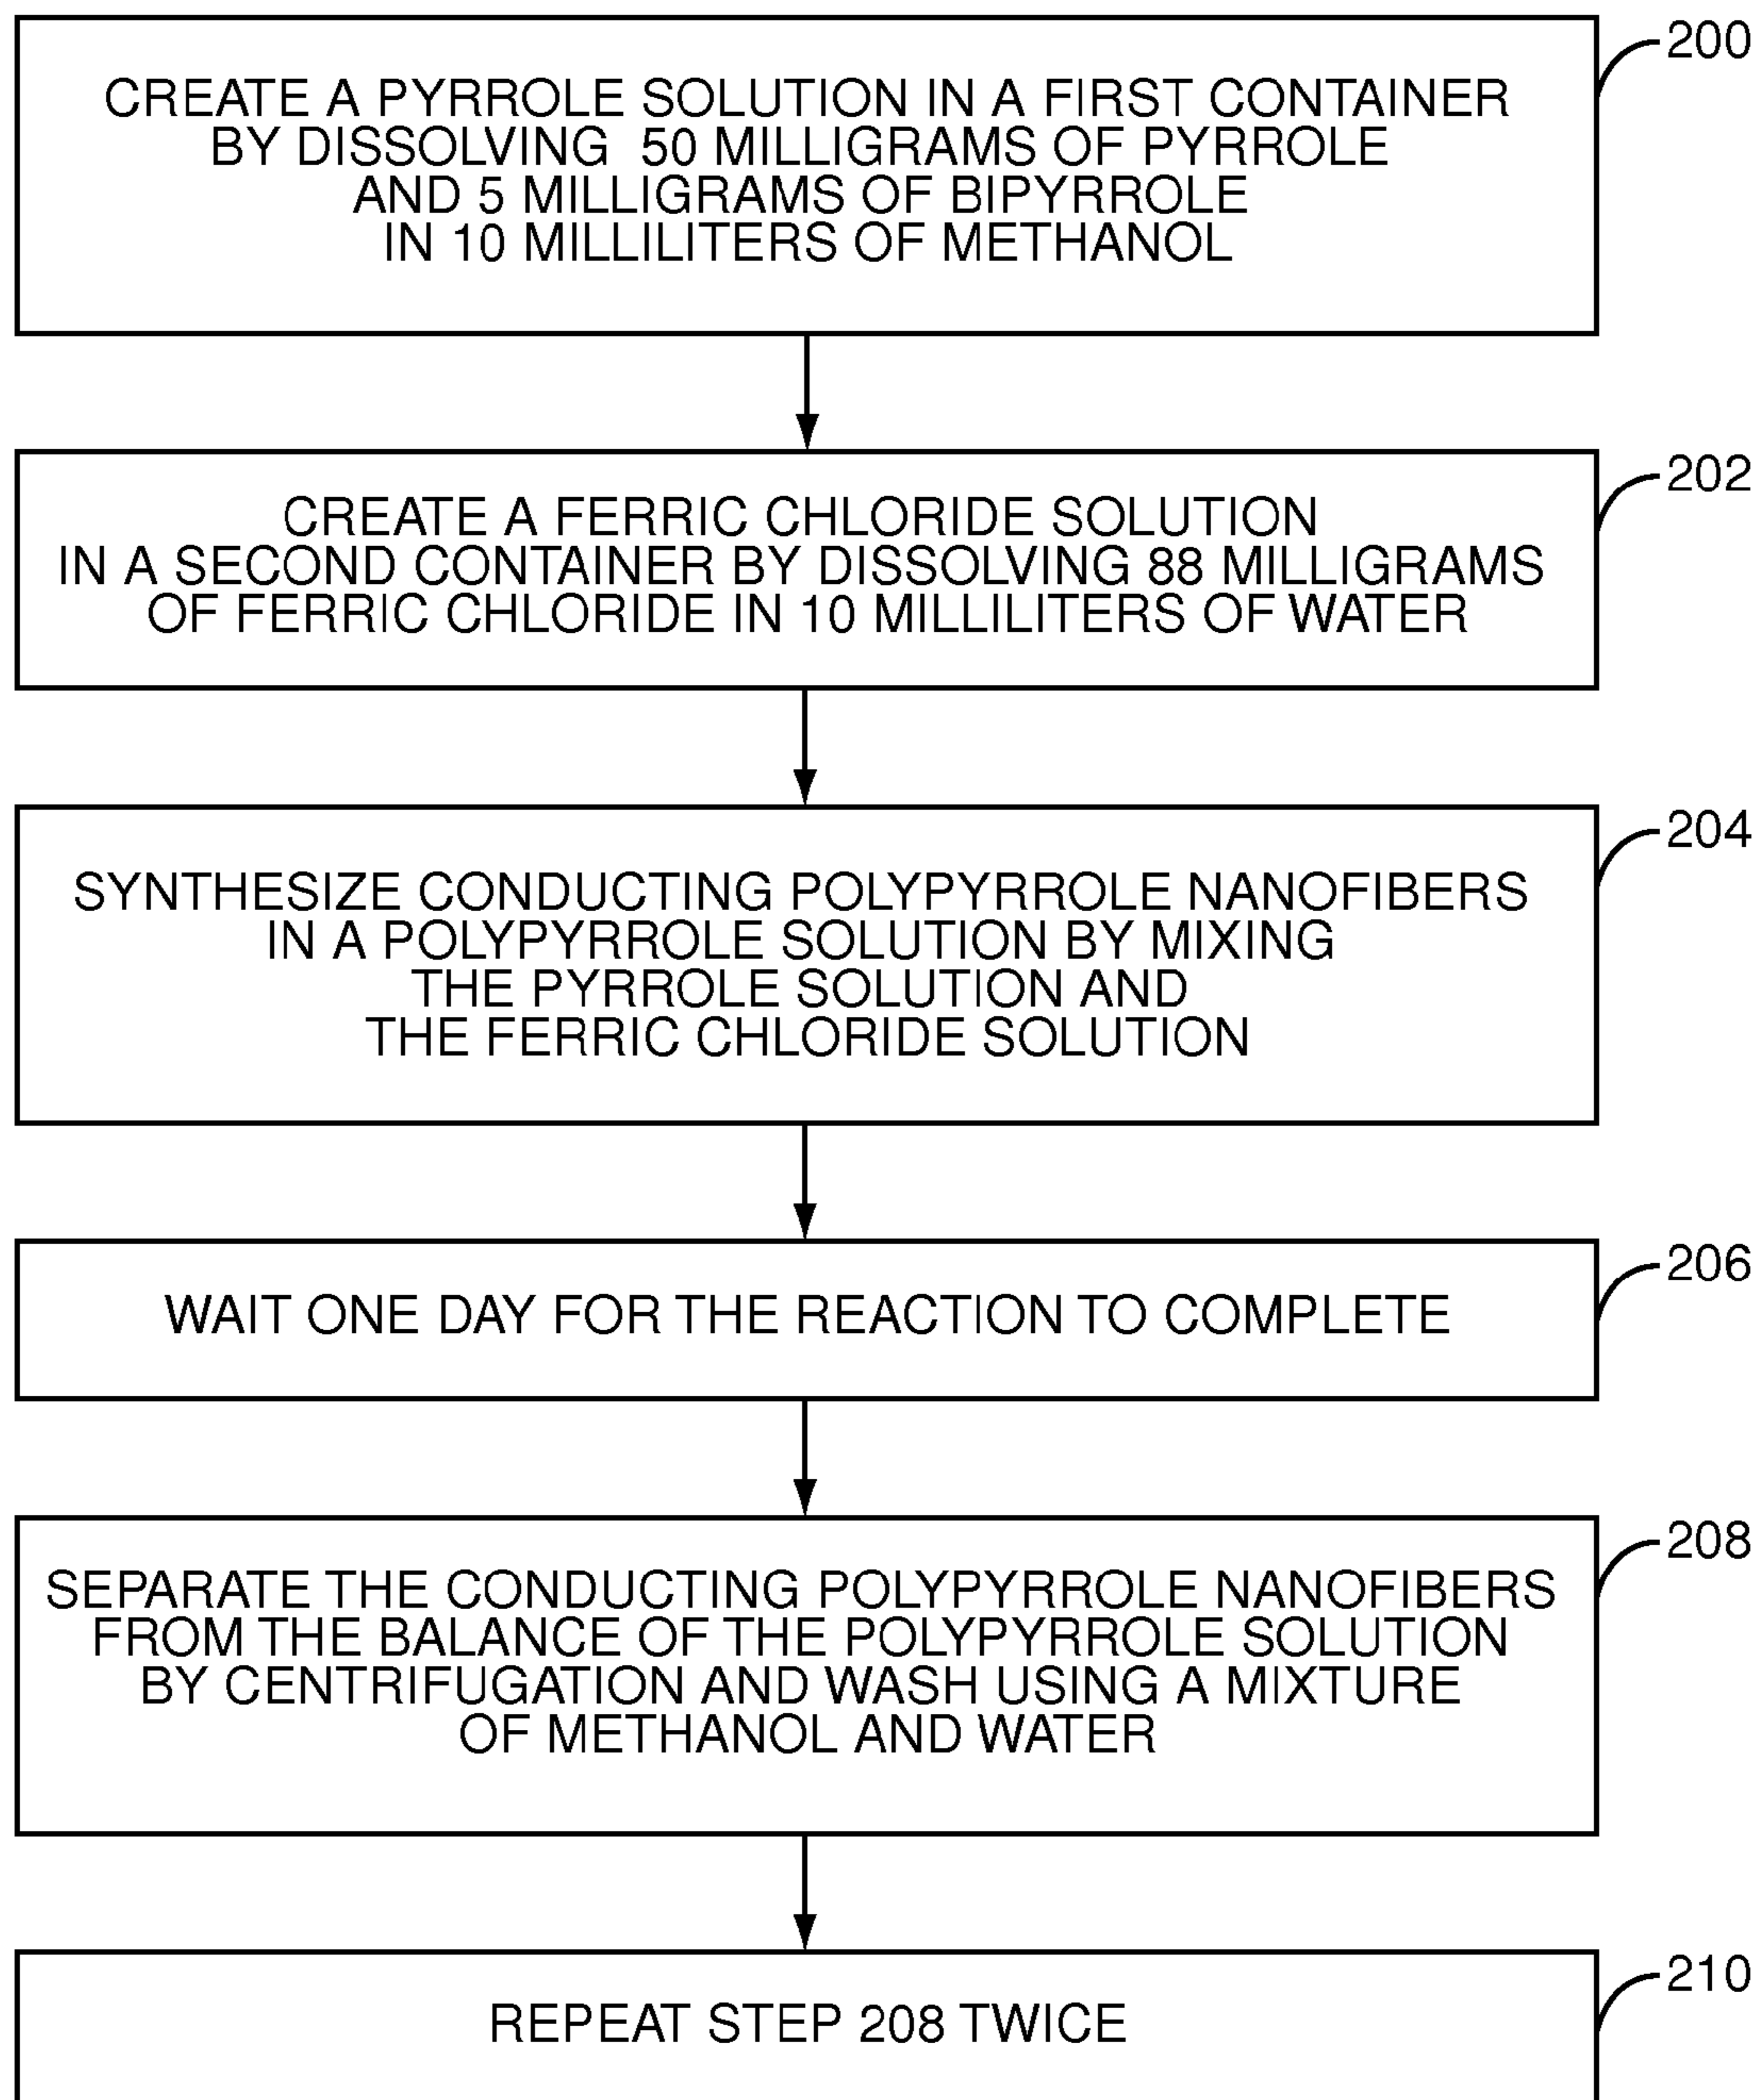 200
CREATE A PYRROLE SOLUTION IN A FIRST CONTAINER
BY DISSOLVING 50 MILLIGRAMS OF PYRROLE
AND 5 MILLIGRAMS OF BIPYRROLE
IN 10 MILLILITERS OF METHANOL
202
CREATE A FERRIC CHLORIDE SOLUTION
IN A SECOND CONTAINER BY DISSOLVING 88 MILLIGRAMS
OF FERRIC CHLORIDE IN 10 MILLILITERS OF WATER
204
SYNTHESIZE CONDUCTING POLYPYRROLE NANOFIBERS
IN A POLYPYRROLE SOLUTION BY MIXING
THE PYRROLE SOLUTION AND
THE FERRIC CHLORIDE SOLUTION
206
WAIT ONE DAY FOR THE REACTION TO COMPLETE
208
SEPARATE THE CONDUCTING POLYPYRROLE NANOFIBERS
FROM THE BALANCE OF THE POLYPYRROLE SOLUTION
BY CENTRIFUGATION AND WASH USING A MIXTURE
OF METHANOL AND WATER
210
REPEAT STEP 208 TWICE